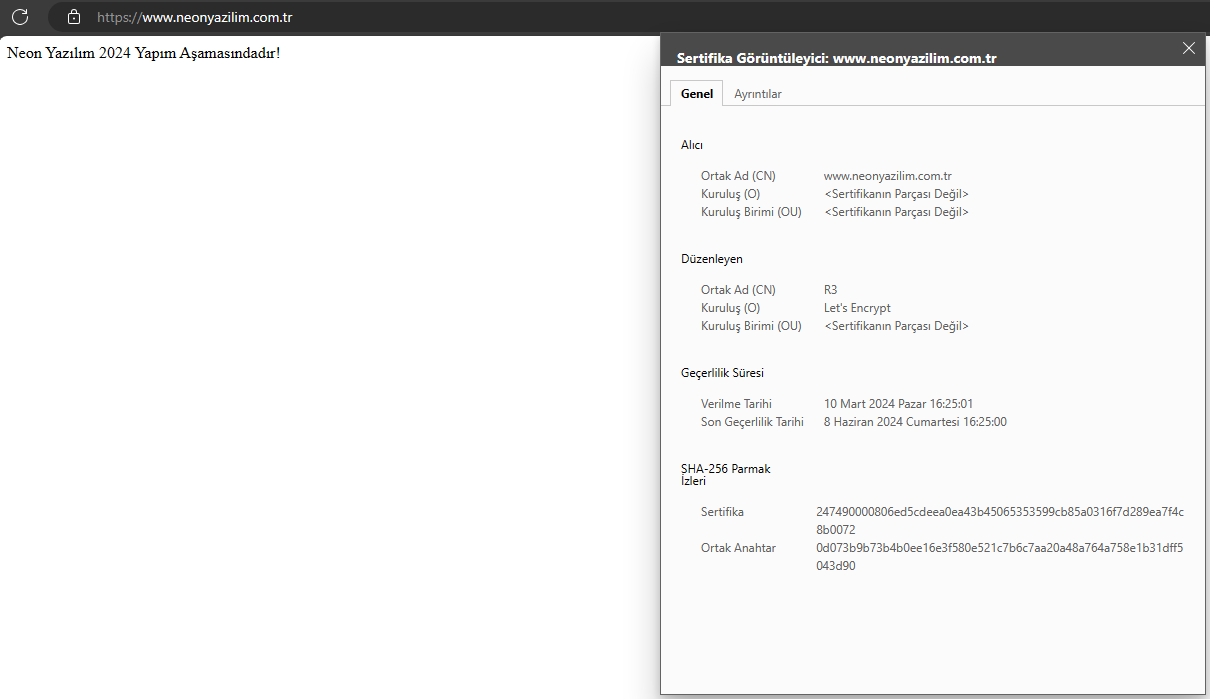 https://www.neonyazilim.com.tr
Neon Yazılım 2024 Yapım Aşamasındadır!
Sertifika Görüntüleyici: www.neonyazilim.com.tr
Genel Ayrıntılar
Alıcı
Ortak Ad (CN) www.neonyazilim.com.tr
Kuruluş (O) <Sertifikanın Parçası Değil>
Kuruluş Birimi (OU) <Sertifikanın Parçası Değil>
Düzenleyen
Ortak Ad (CN) R3
Kuruluş (O) Let's Encrypt
Kuruluş Birimi (OU) <Sertifikanın Parçası Değil>
Geçerlilik Süresi
Verilme Tarihi 10 Mart 2024 Pazar 16:25:01
Son Geçerlilik Tarihi 8 Haziran 2024 Cumartesi 16:25:00
SHA-256 Parmak
İzleri
Sertifika 247490000806ed5cdeea0ea43b45065353599cb85a0316f7d289ea7f4c
8b0072
Ortak Anahtar 0d073b9b73b4b0ee16e3f580e521c7b6c7aa20a48a764a758e1b31dff5
043d90